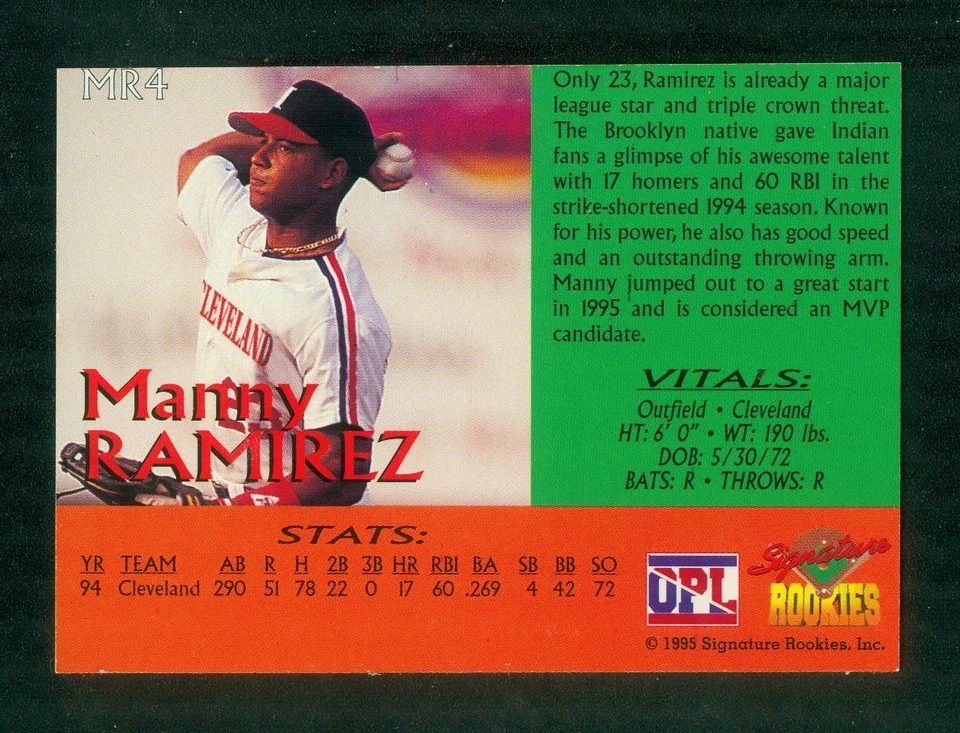 MR4
CLEVELAND
Manny
RAMIREZ
Only 23, Ramirez is already a major
league star and triple crown threat.
The Brooklyn native gave Indian
fans a glimpse of his awesome talent
with 17 homers and 60 RBI in the
strike-shortened 1994 season. Known
for his power, he also has good speed
and an outstanding throwing arm.
Manny jumped out to a great start
in 1995 and is considered an MVP
candidate.
VITALS:
Outfield • Cleveland
HT: 6' 0" • WT: 190 lbs.
DOB: 5/30/72
BATS: R • THROWS: R
STATS:
YR TEAM AB R H 2B 3B HR RBI BA SB BB SO
94 Cleveland 290 51 78 22 0 17 60 .269 4 42 72
OPL
Signature
ROOKIES
© 1995 Signature Rookies, Inc.